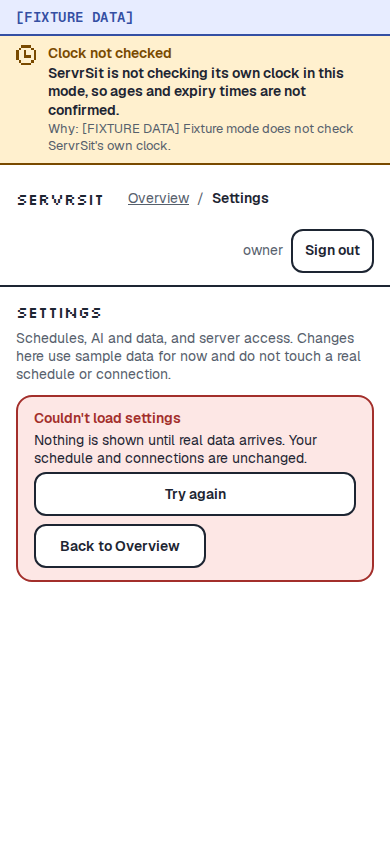 [FIXTURE DATA]
Clock not checked
ServrSit is not checking its own clock in this
mode, so ages and expiry times are not
confirmed.
Why: [FIXTURE DATA] Fixture mode does not check
ServrSit's own clock.
SERVRSIT Overview / Settings
owner Sign out
SETTINGS
Schedules, AI and data, and server access. Changes
here use sample data for now and do not touch a real
schedule or connection.
Couldn't load settings
Nothing is shown until real data arrives. Your
schedule and connections are unchanged.
Try again
Back to Overview